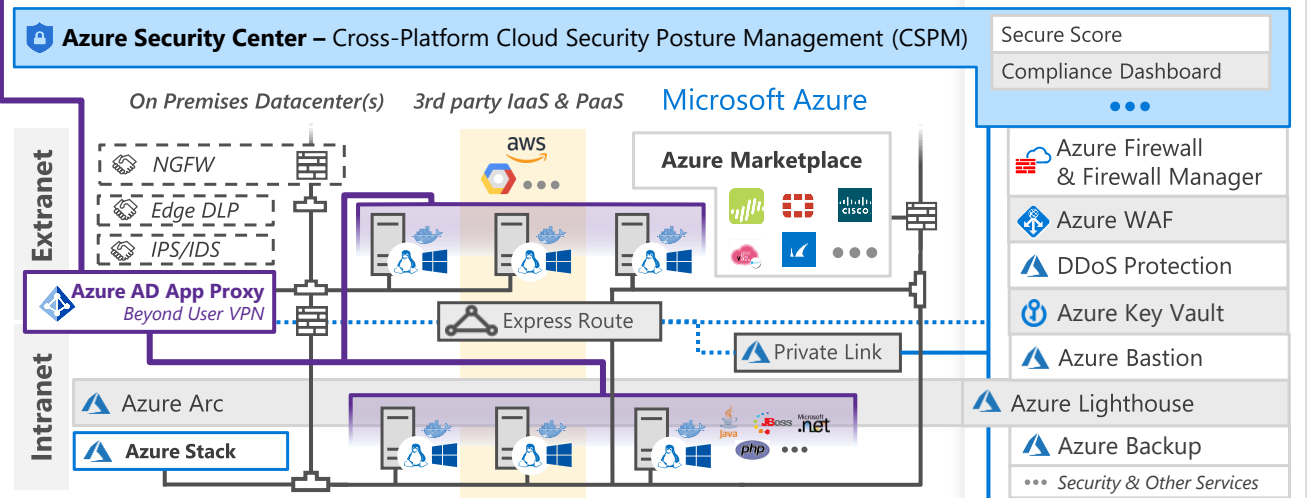 Azure Security Center – Cross-Platform Cloud Security Posture Management (CSPM)
Secure Score
Compliance Dashboard
On Premises Datacenter(s)
3rd party IaaS & PaaS
Microsoft Azure
Extranet
NGFW
Edge DLP
IPS/IDS
aws
Azure Marketplace
CISCO
Azure Firewall
& Firewall Manager
Azure WAF
DDoS Protection
Azure Key Vault
Azure AD App Proxy
Beyond User VPN
Express Route
Private Link
Azure Bastion
Intranet
Azure Arc
Azure Lighthouse
Azure Stack
Java
JBoss
Microsoft
.net
php
Azure Backup
Security & Other Services